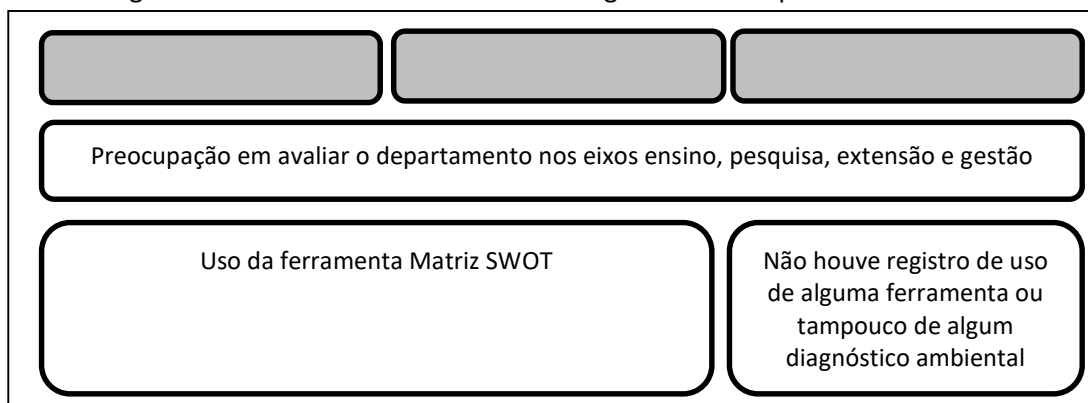 Preocupação em avaliar o departamento nos eixos ensino, pesquisa, extensão e gestão
Uso da ferramenta Matriz SWOT
Não houve registro de uso
de alguma ferramenta ou
tampouco de algum
diagnóstico ambiental